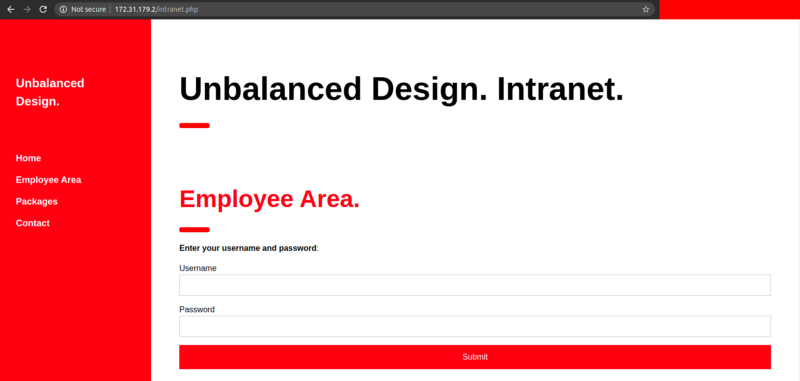 Not secure 172.31.179.2/intranet.php
Unbalanced
Design.
Home
Employee Area
Packages
Contact
Unbalanced Design. Intranet.
Employee Area.
Enter your username and password:
Username
Password
Submit